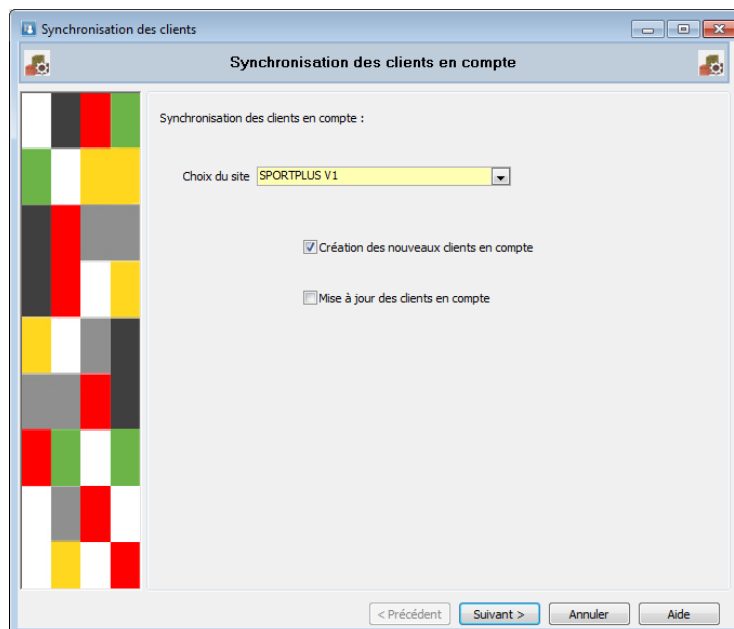 Synchronisation des clients
Synchronisation des clients en compte
Synchronisation des clients en compte :
Choix du site SPORTPLUS V1
Création des nouveaux clients en compte
Mise à jour des clients en compte
< Précédent Suivant > Annuler Aide